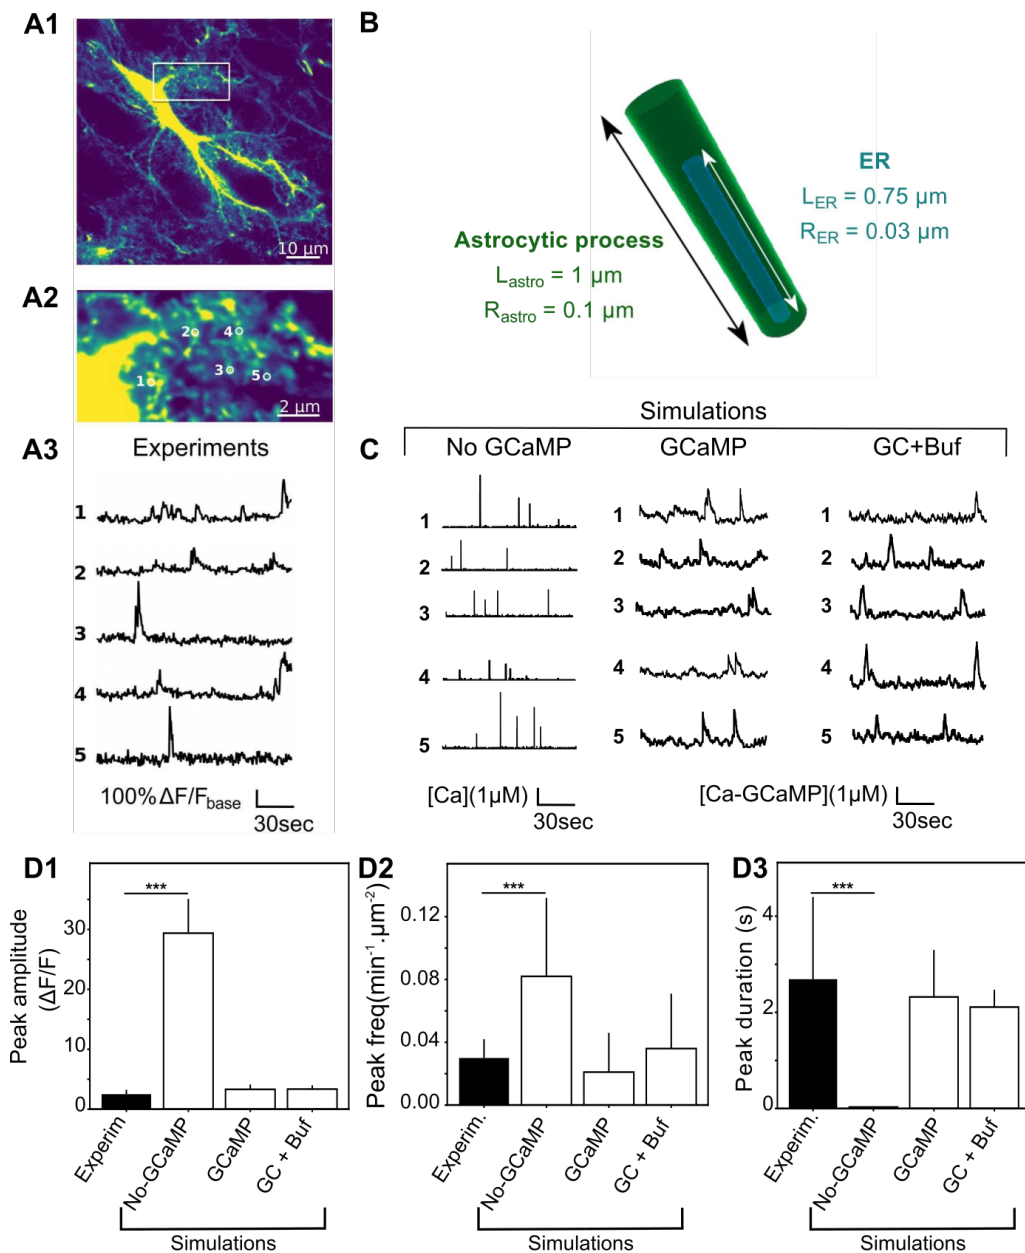 A1
10 µm
A2
2
4
3
1
5
2 µm
A3
Experiments
1
2
3
4
5
100% ΔF/Fbase
30sec
B
ER
LER = 0.75 µm
RER = 0.03 µm
Astrocytic process
Lastro = 1 µm
Rastro = 0.1 µm
Simulations
C
No GCaMP
GCaMP
GC+Buf
1
2
3
4
5
1
2
3
4
5
1
2
3
4
5
[Ca](1µM)
30sec
[Ca-GCaMP](1µM)
30sec
D1
Peak amplitude
(ΔF/F)
30
20
10
0
***
Experim.
No-GCaMP
GCaMP
GC + Buf
Simulations
D2
Peak freq(min-1.µm-2)
0.12
0.08
0.04
0.00
***
Experim.
No-GCaMP
GCaMP
GC + Buf
Simulations
D3
Peak duration (s)
4
2
0
***
Experim.
No-GCaMP
GCaMP
GC + Buf
Simulations